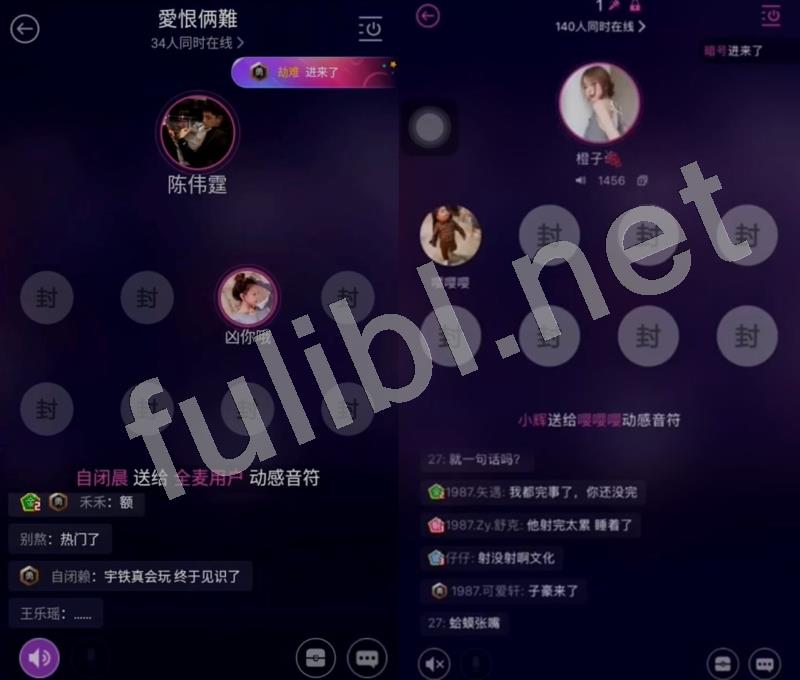 愛恨俩難
34人同时在线
劫难 进来了
陈伟霆
封
封
凶你哦
封
封
封
封
封
自闭晨 送给 全麦用户 动感音符
禾禾：额
别熬：热门了
自闭赖：宇铁真会玩 终于见识了
王乐瑶：......
1
140人同时在线
暗号进来了
橙子
1456
嘤嘤嘤
封
封
封
封
封
封
封
小辉送给嘤嘤嘤动感音符
27: 就一句话吗?
1987.矢遇: 我都完事了，你还没完
1987.Zy.舒克: 他射完太累 睡着了
仔仔: 射没射啊文化
1987.可爱轩: 子豪来了
27: 蛤蟆张嘴
fulibl.net